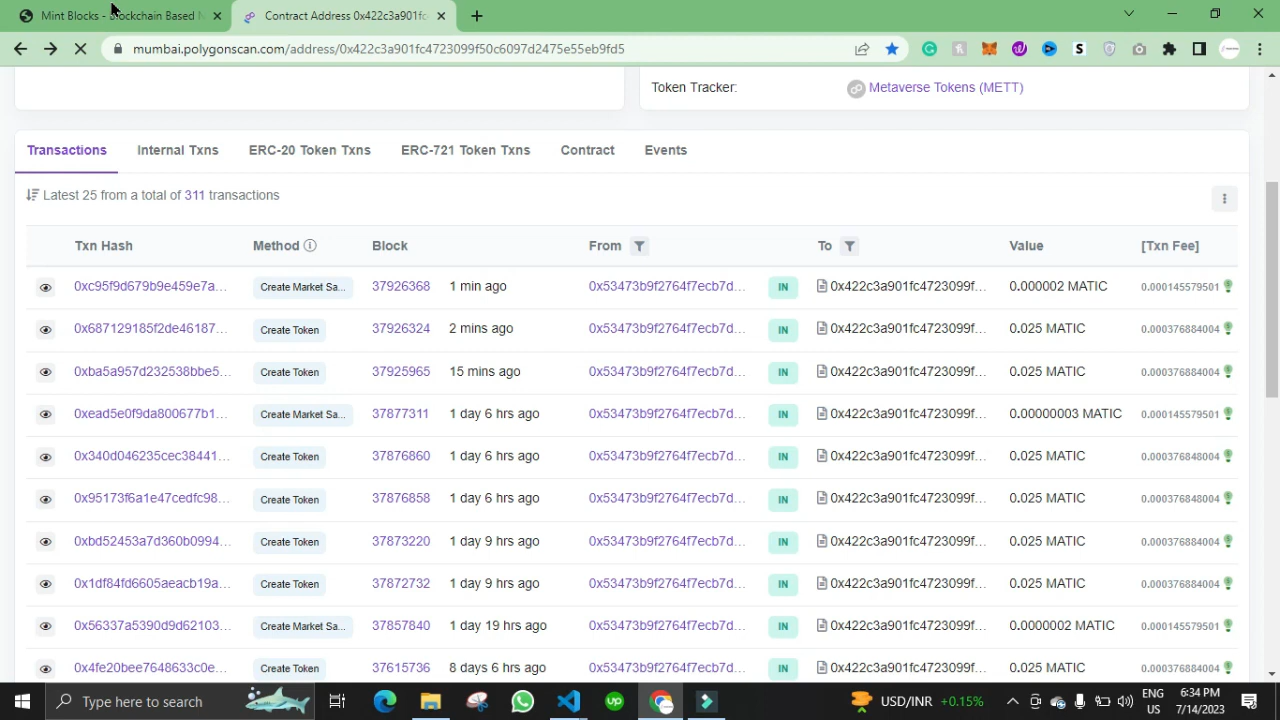 Mint Blocks - Blockchain Based N
Contract Address 0x422c3a901fc4
mumbai.polygonscan.com/address/0x422c3a901fc4723099f50c6097d2475e55eb9fd5
Token Tracker: Metaverse Tokens (METT)
Transactions Internal Txns ERC-20 Token Txns ERC-721 Token Txns Contract Events
Latest 25 from a total of 311 transactions
Txn Hash Method Block From To Value [Txn Fee]
0xc95f9d679b9e459e7a... Create Market Sa... 37926368 1 min ago 0x53473b9f2764f7ecb7d... IN 0x422c3a901fc4723099f... 0.000002 MATIC 0.000145579501
0x687129185f2de46187... Create Token 37926324 2 mins ago 0x53473b9f2764f7ecb7d... IN 0x422c3a901fc4723099f... 0.025 MATIC 0.000376884004
0xba5a957d232538bbe5... Create Token 37925965 15 mins ago 0x53473b9f2764f7ecb7d... IN 0x422c3a901fc4723099f... 0.025 MATIC 0.000376884004
0xead5e0f9da800677b1... Create Market Sa... 37877311 1 day 6 hrs ago 0x53473b9f2764f7ecb7d... IN 0x422c3a901fc4723099f... 0.00000003 MATIC 0.000145579501
0x340d046235cec38441... Create Token 37876860 1 day 6 hrs ago 0x53473b9f2764f7ecb7d... IN 0x422c3a901fc4723099f... 0.025 MATIC 0.000376848004
0x95173f6a1e47cedfc98... Create Token 37876858 1 day 6 hrs ago 0x53473b9f2764f7ecb7d... IN 0x422c3a901fc4723099f... 0.025 MATIC 0.000376848004
0xbd52453a7d360b0994... Create Token 37873220 1 day 9 hrs ago 0x53473b9f2764f7ecb7d... IN 0x422c3a901fc4723099f... 0.025 MATIC 0.000376884004
0x1df84fd6605aeacb19a... Create Token 37872732 1 day 9 hrs ago 0x53473b9f2764f7ecb7d... IN 0x422c3a901fc4723099f... 0.025 MATIC 0.000376884004
0x56337a5390d9d62103... Create Market Sa... 37857840 1 day 19 hrs ago 0x53473b9f2764f7ecb7d... IN 0x422c3a901fc4723099f... 0.0000002 MATIC 0.000145579501
0x4fe20bee7648633c0e... Create Token 37615736 8 days 6 hrs ago 0x53473b9f2764f7ecb7d... IN 0x422c3a901fc4723099f... 0.025 MATIC 0.000376884004
Type here to search
up
USD/INR +0.15%
ENG
US
6:34 PM
7/14/2023